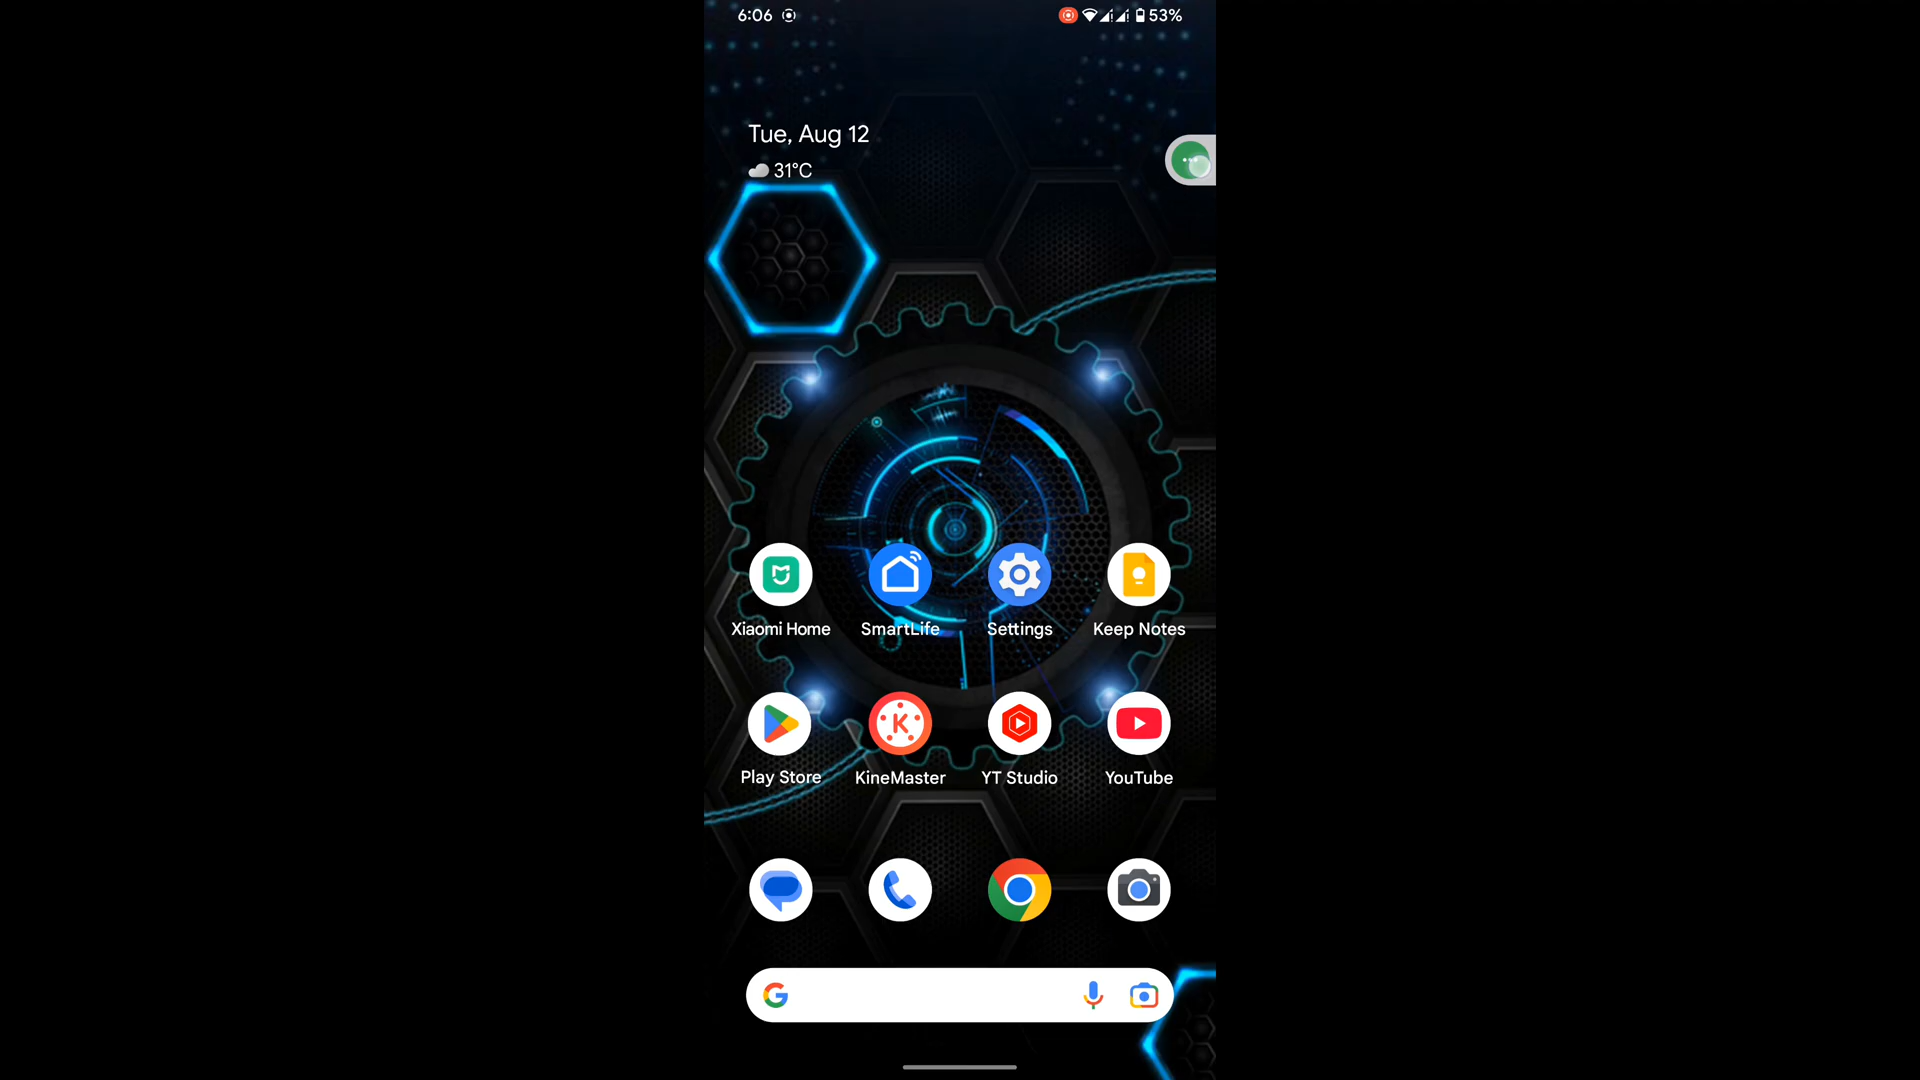 6:06
53%
Tue, Aug 12
31°C
Xiaomi Home
SmartLife
Settings
Keep Notes
Play Store
KineMaster
YT Studio
YouTube